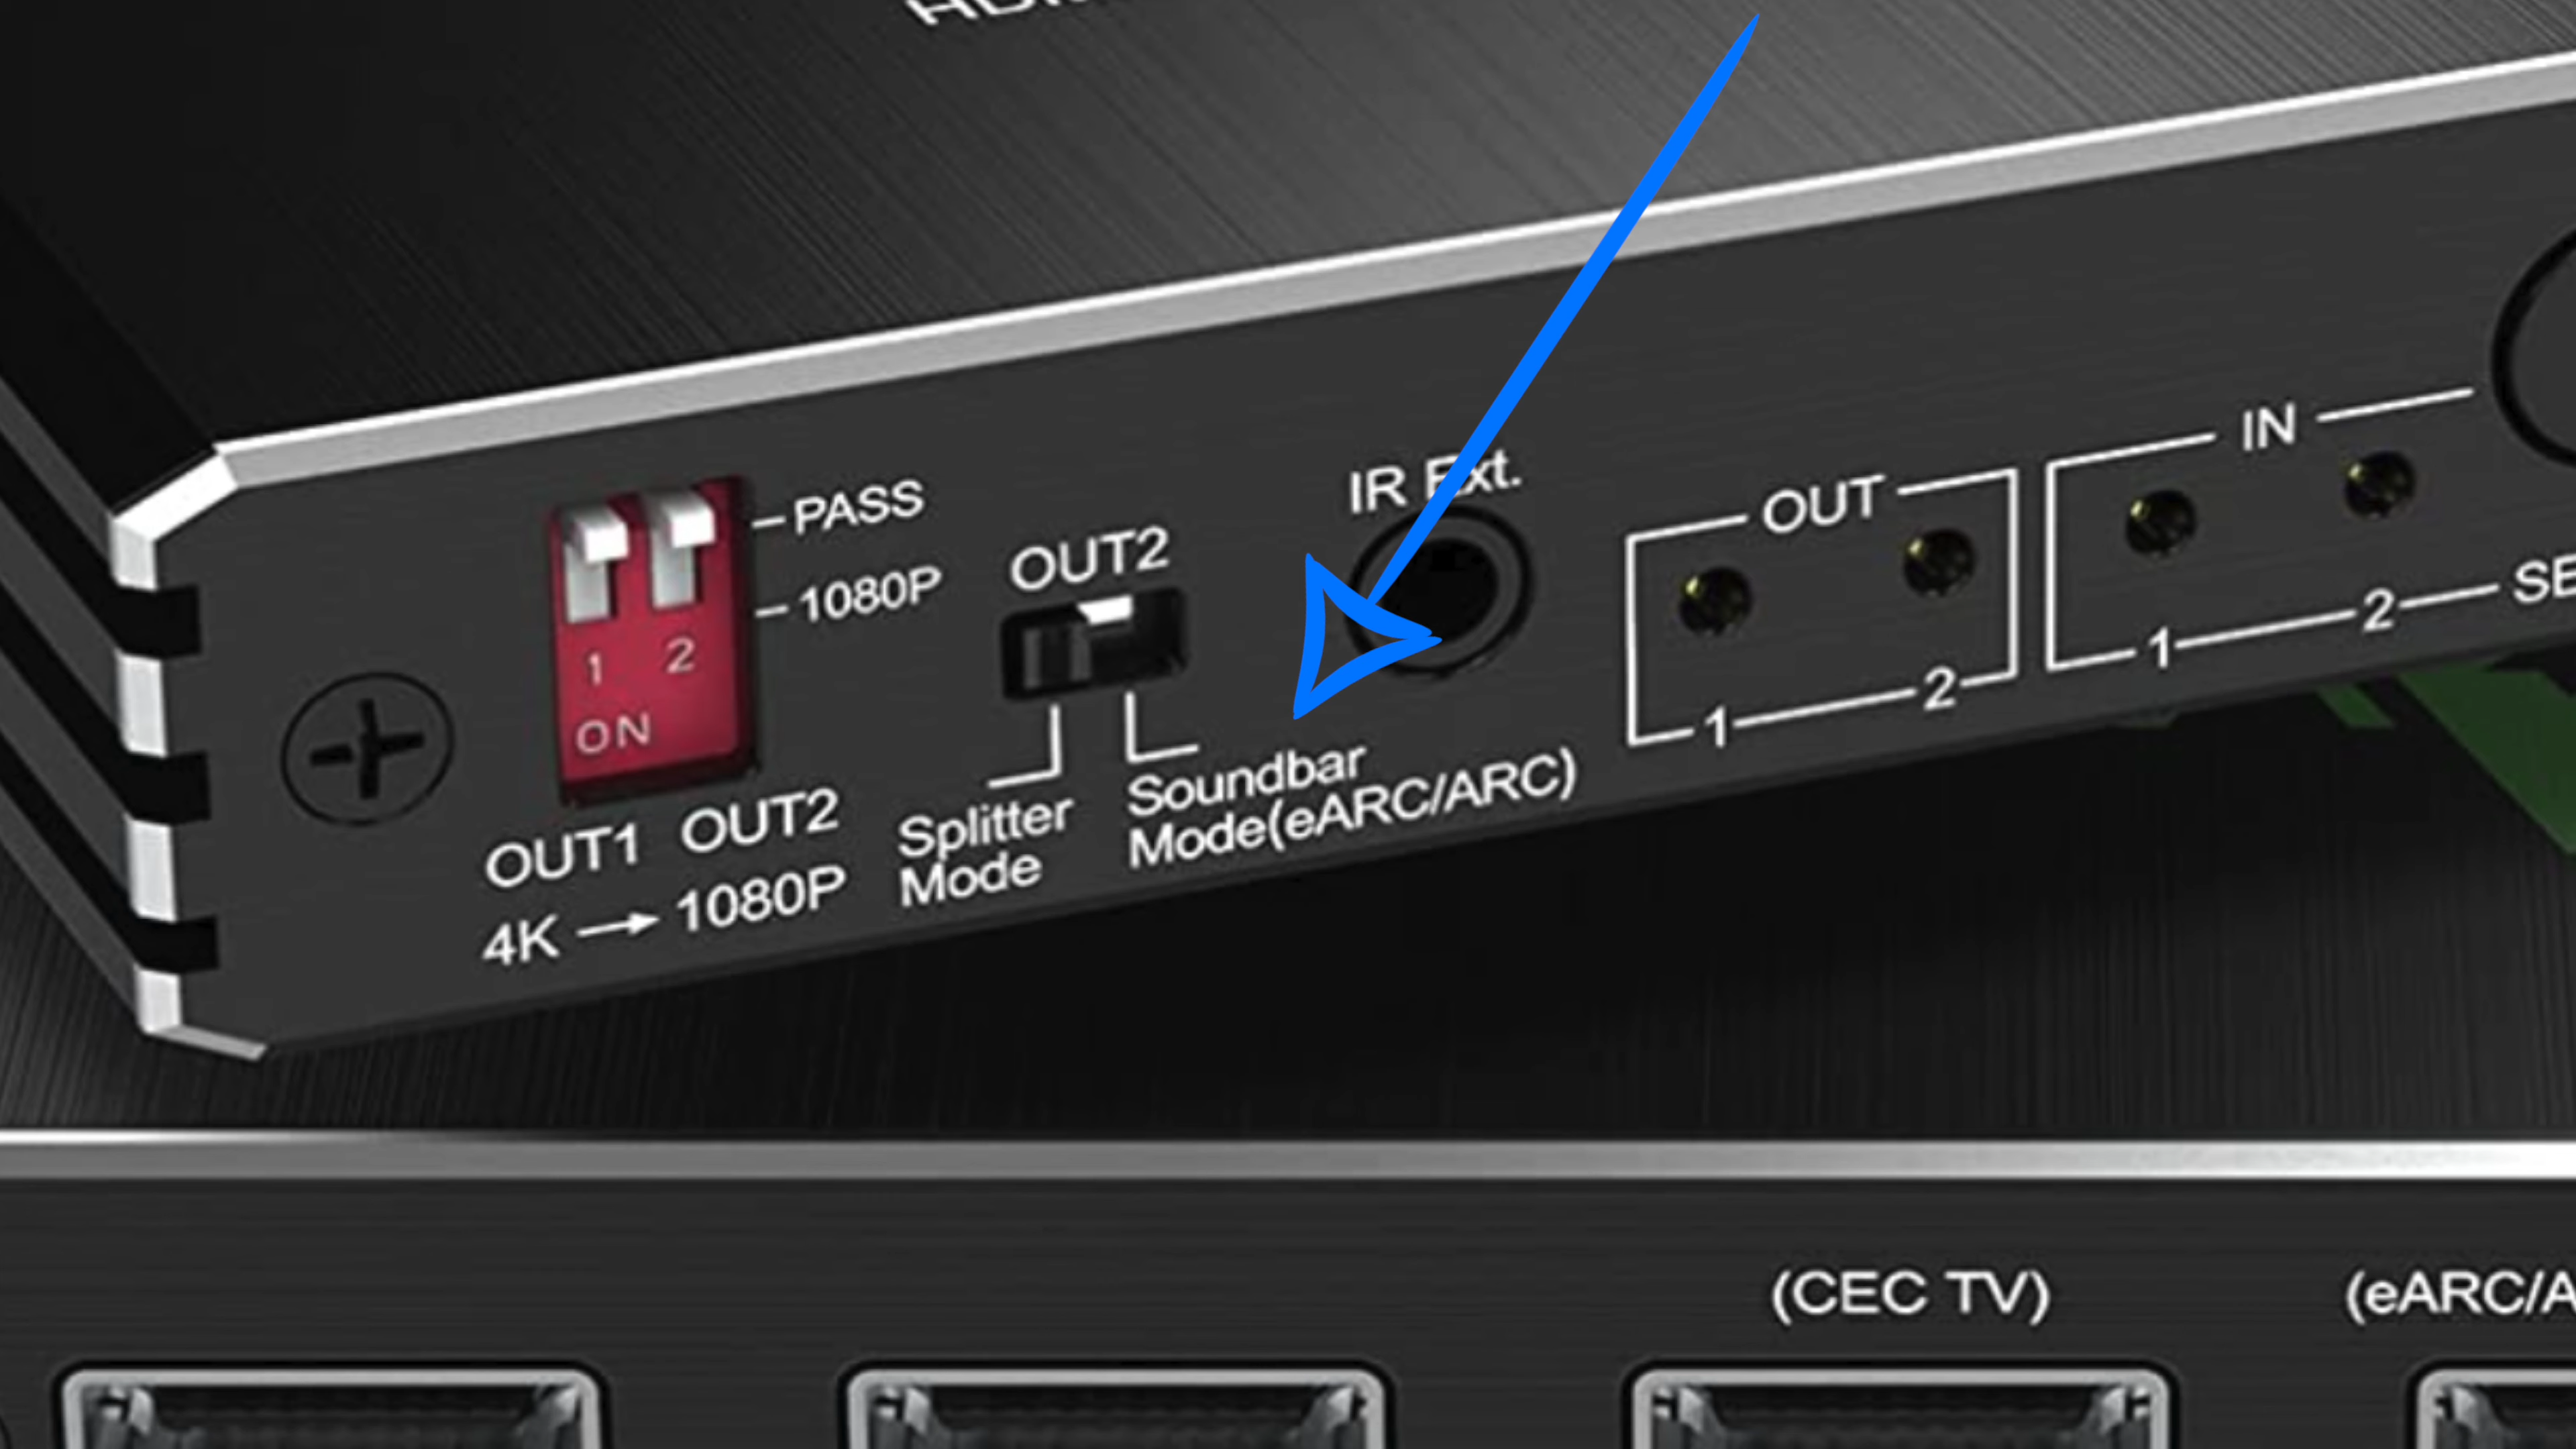 PASS
1080P
1 2
ON
OUT1 OUT2
4K → 1080P
OUT2
Splitter
Mode
Soundbar
Mode(eARC/ARC)
IR Ext.
OUT
1 2
IN
1 2
(CEC TV)